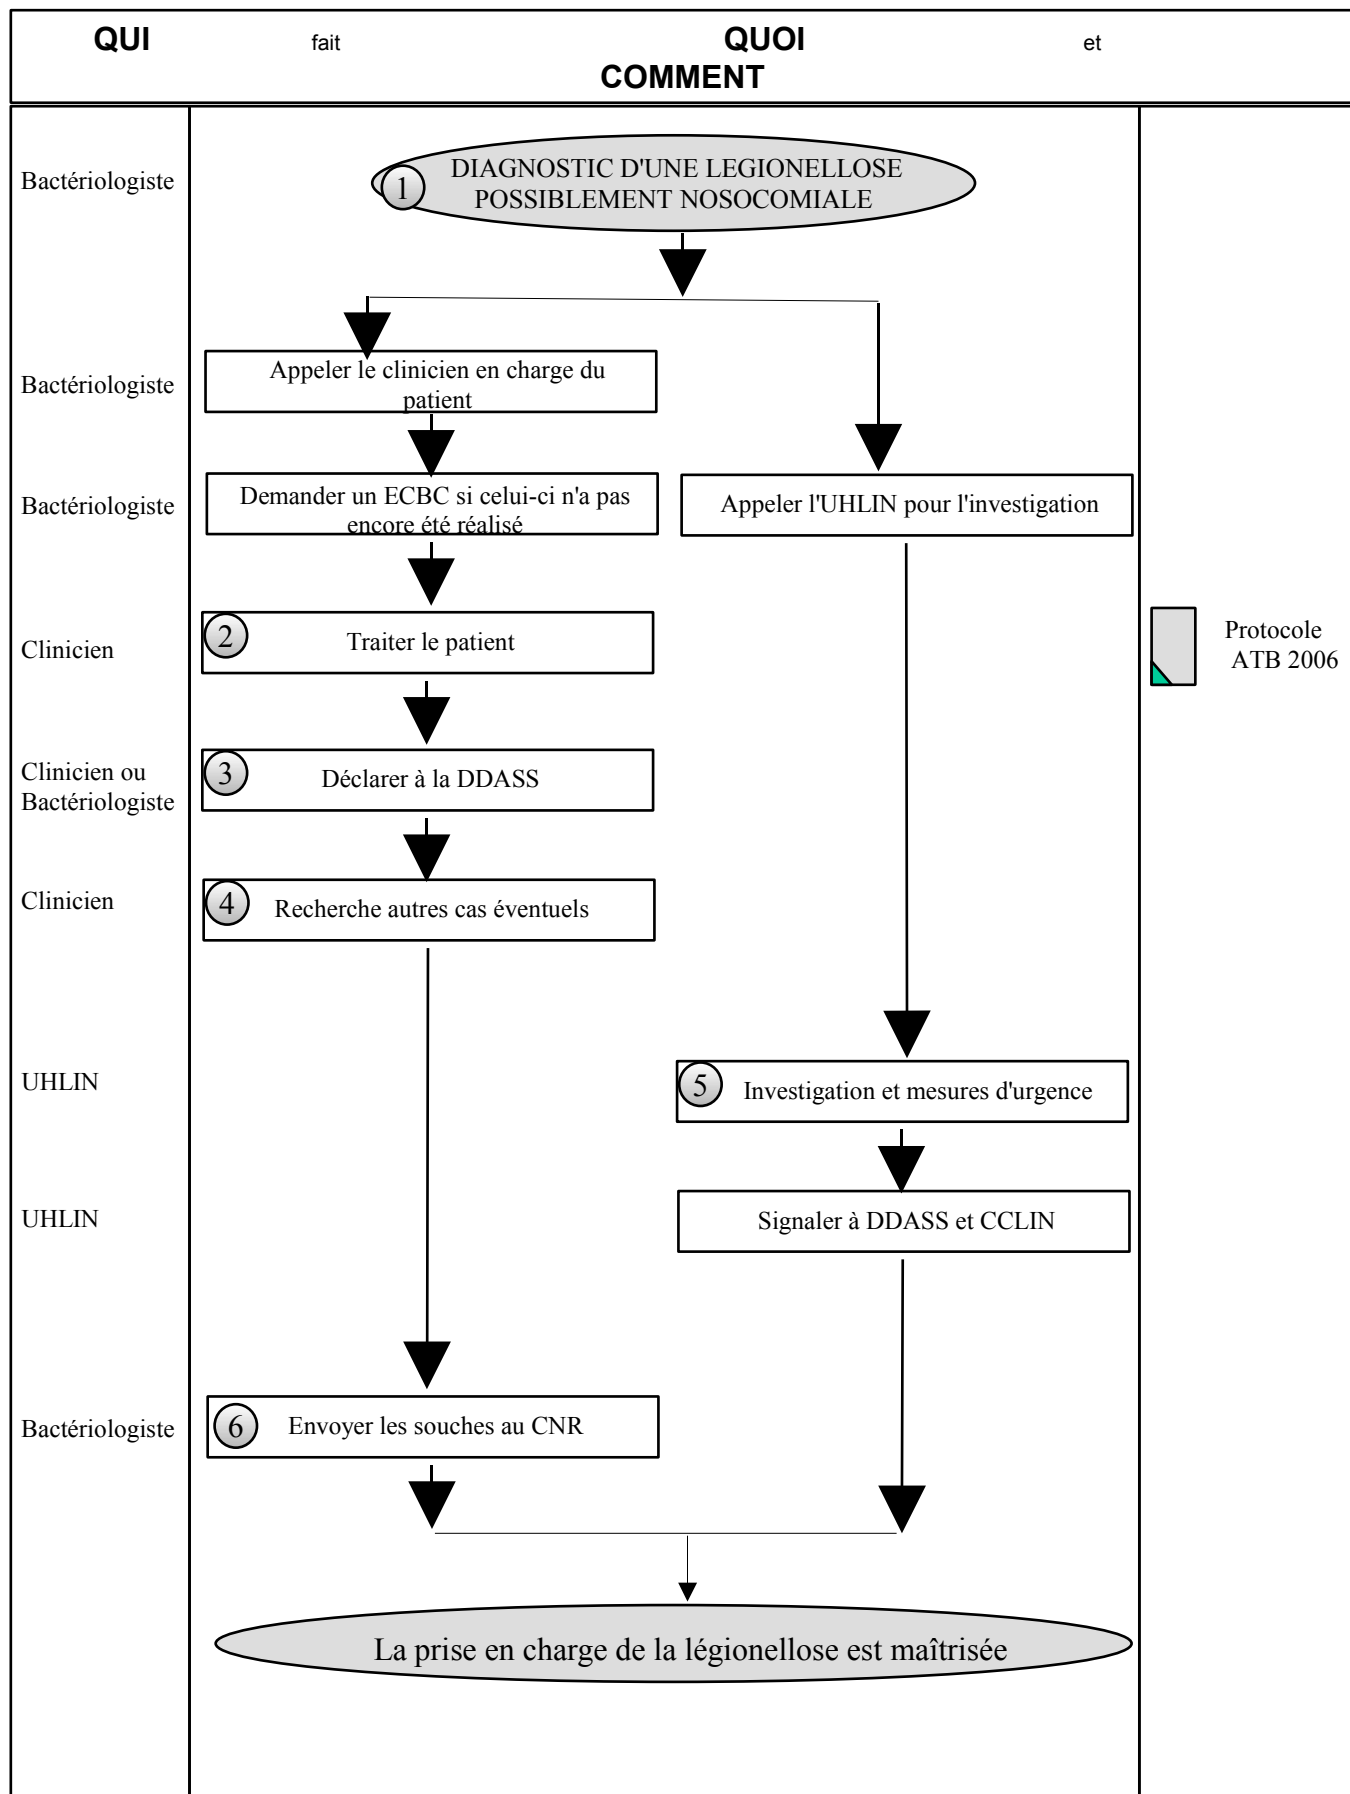 QUI fait QUOI et
COMMENT
Bactériologiste
1
DIAGNOSTIC D'UNE LEGIONELLOSE
POSSIBLEMENT NOSOCOMIALE
Bactériologiste
Appeler le clinicien en charge du
patient
Bactériologiste
Demander un ECBC si celui-ci n'a pas
encore été réalisé
Appeler l'UHLIN pour l'investigation
Clinicien
2
Traiter le patient
Protocole
ATB 2006
Clinicien ou
Bactériologiste
3
Déclarer à la DDASS
Clinicien
4
Recherche autres cas éventuels
UHLIN
5
Investigation et mesures d'urgence
UHLIN
Signaler à DDASS et CCLIN
Bactériologiste
6
Envoyer les souches au CNR
La prise en charge de la légionellose est maîtrisée